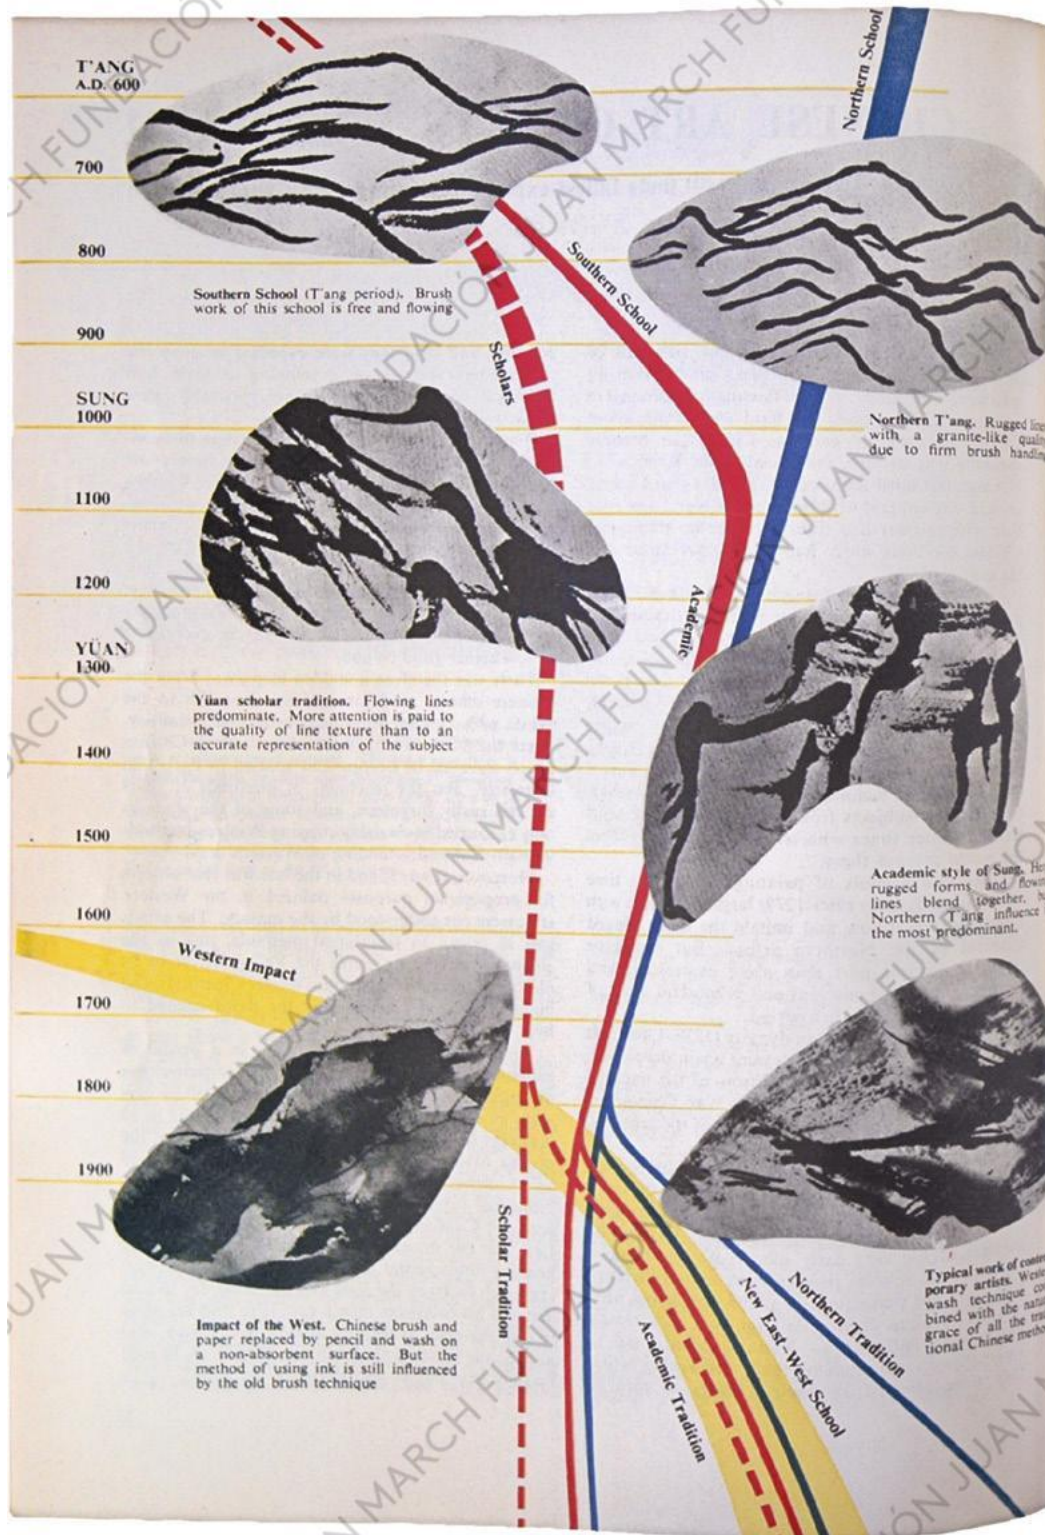 T'ANG
A.D. 600
700
800
900
SUNG
1000
1100
1200
YÜAN
1300
1400
1500
1600
1700
1800
1900
Northern School
Southern School (T'ang period). Brush
work of this school is free and flowing
Southern School
Scholars
Northern T'ang. Rugged
with a granite-like
due to firm brush
Academic
Yüan scholar tradition. Flowing lines
predominate. More attention is paid to
the quality of line texture than to an
accurate representation of the subject
Academic style of Sung.
rugged forms and
lines blend together,
Northern T'ang influence
the most predominant.
Western Impact
Impact of the West. Chinese brush and
paper replaced by pencil and wash on
a non-absorbent surface. But the
method of using ink is still influenced
by the old brush technique
Scholar Tradition
Academic Tradition
New East-West School
Northern Tradition
Typical work of
porary artists.
wash technique
bined with the
grace of all the
tional Chinese
FUNDACIÓN JUAN MARCH